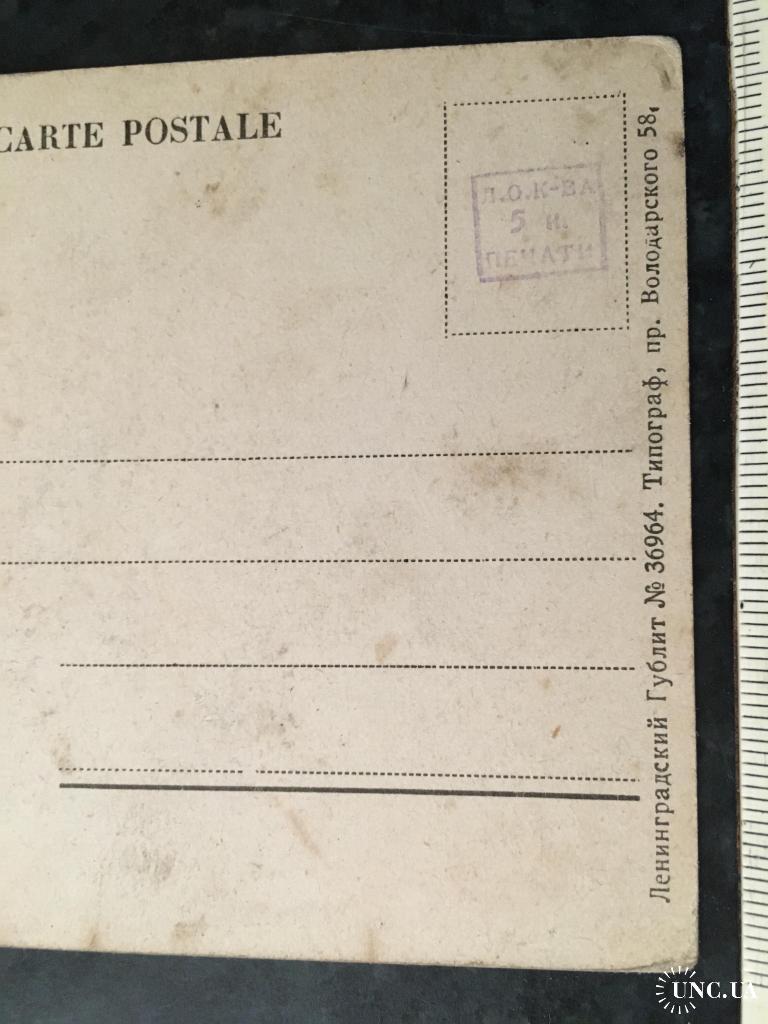 CARTE POSTALE
Л.О.К-ВА
5 н.
ПЕЧАТИ
Ленинградский Гублит № 36964. Типограф, пр. Володарского 58,
UNC.UA